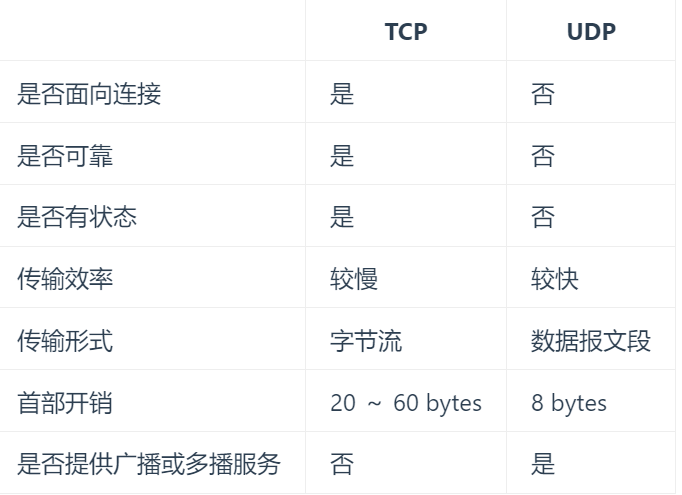 TCP UDP
是否面向连接 是 否
是否可靠 是 否
是否有状态 是 否
传输效率 较慢 较快
传输形式 字节流 数据报文段
首部开销 20 ～ 60 bytes 8 bytes
是否提供广播或多播服务 否 是